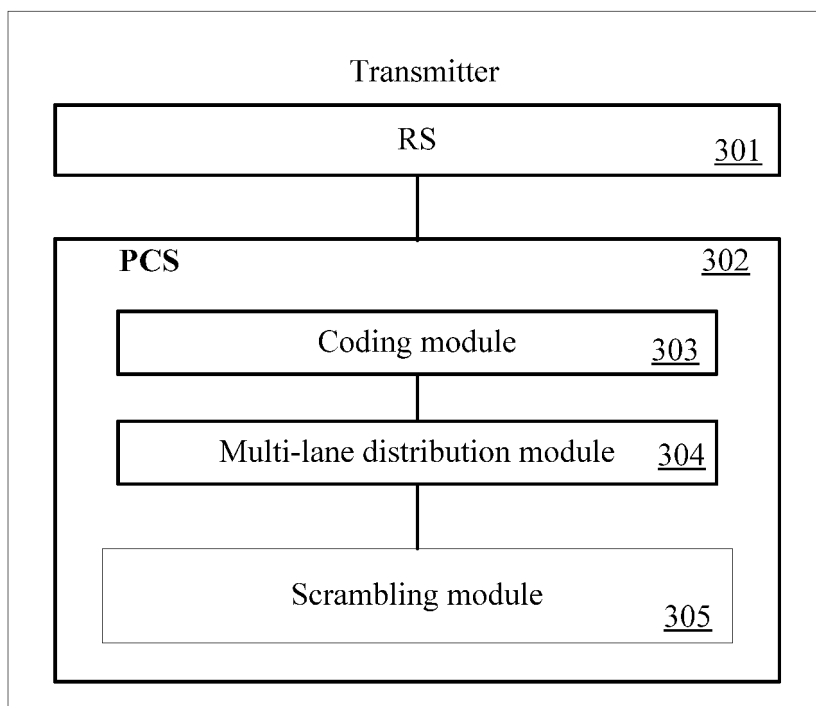 Transmitter
RS 301
PCS 302
Coding module 303
Multi-lane distribution module 304
Scrambling module 305